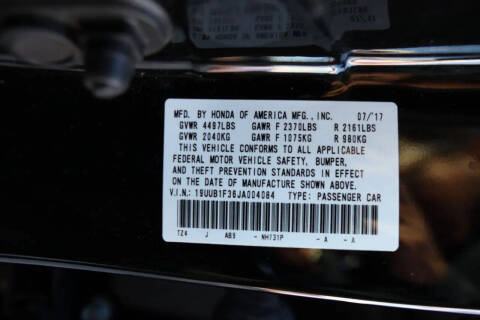 MFD. BY HONDA OF AMERICA MFG., INC. 07/17
GVWR 4497LBS GAWR F 2370LBS R 2161LBS
GVWR 2040KG GAWR F 1075KG R 980KG
THIS VEHICLE CONFORMS TO ALL APPLICABLE
FEDERAL MOTOR VEHICLE SAFETY, BUMPER,
AND THEFT PREVENTION STANDARDS IN EFFECT
ON THE DATE OF MANUFACTURE SHOWN ABOVE.
V.I.N.: 19UUB1F36JA004084 TYPE: PASSENGER CAR
TZ4 J AB9 - NH731P - A - A